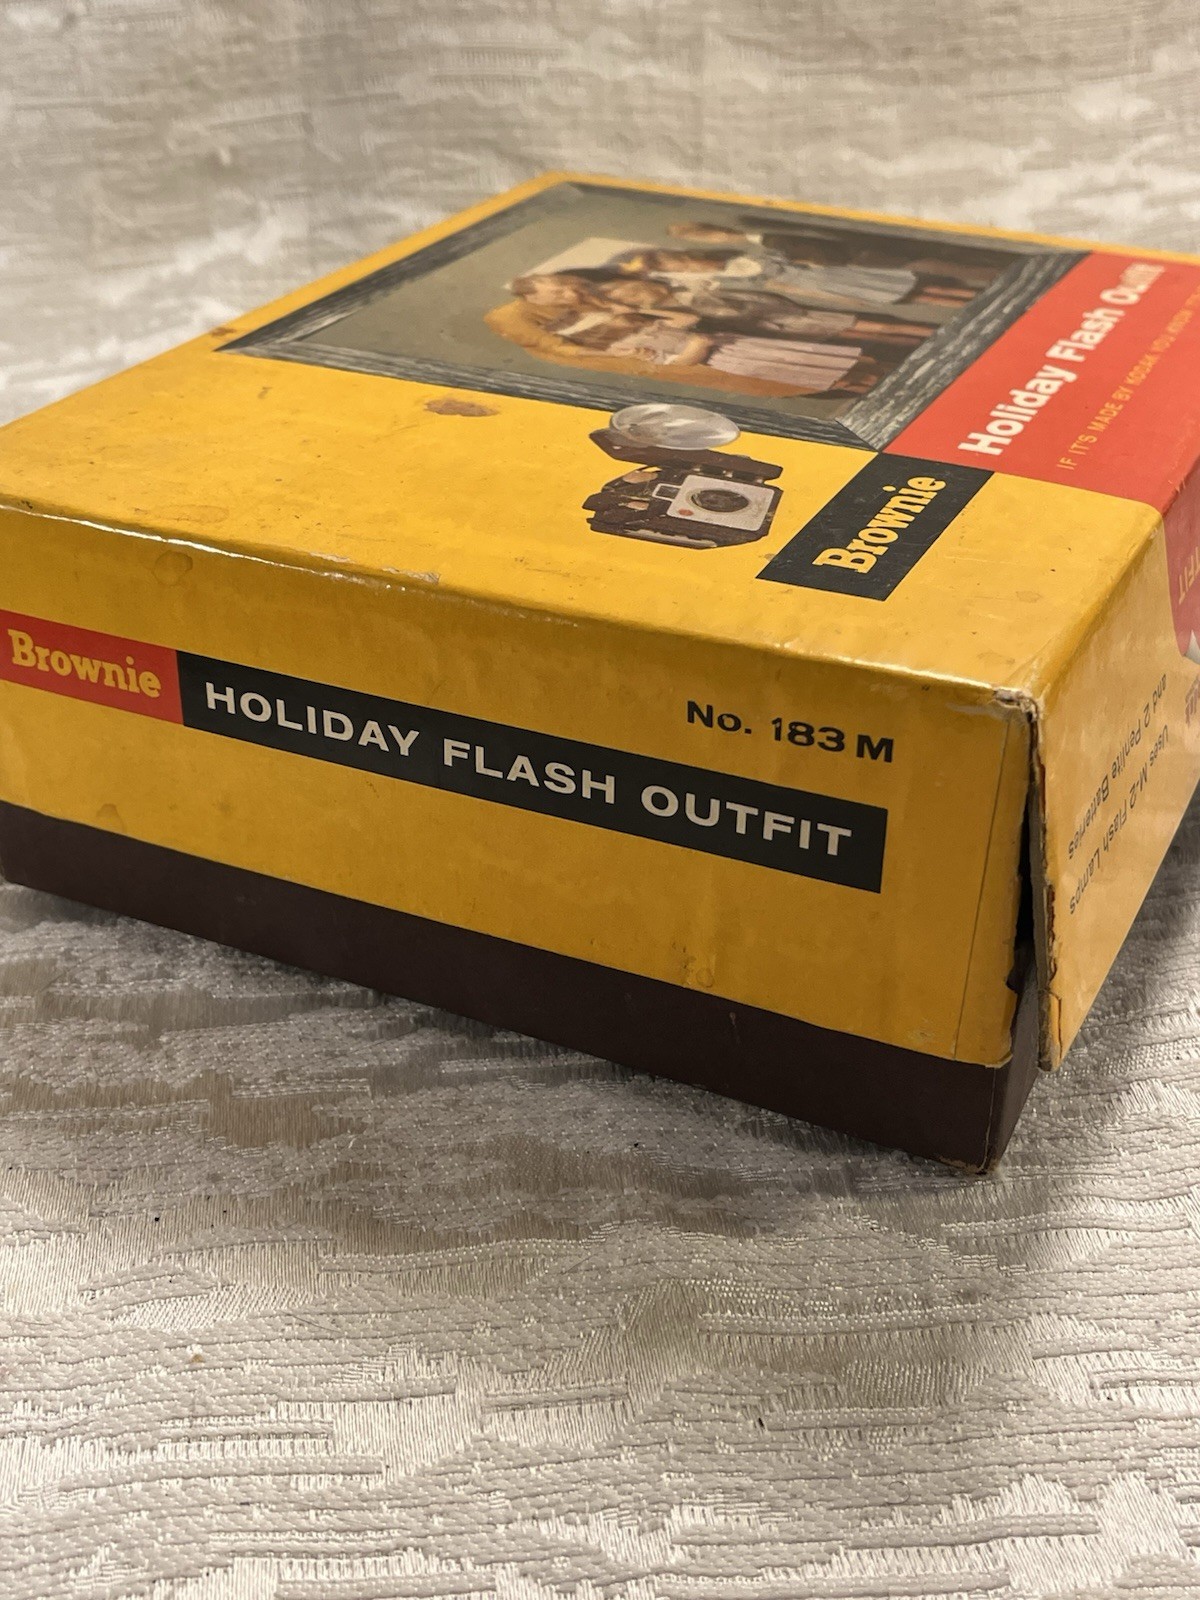 Holiday Flash Outfit
IF IT'S MADE BY KODAK YOU KNOW
Brownie
Brownie
HOLIDAY FLASH OUTFIT
No. 183 M
Uses M-2 Flash Lamps
and 2 Penlite Batteries